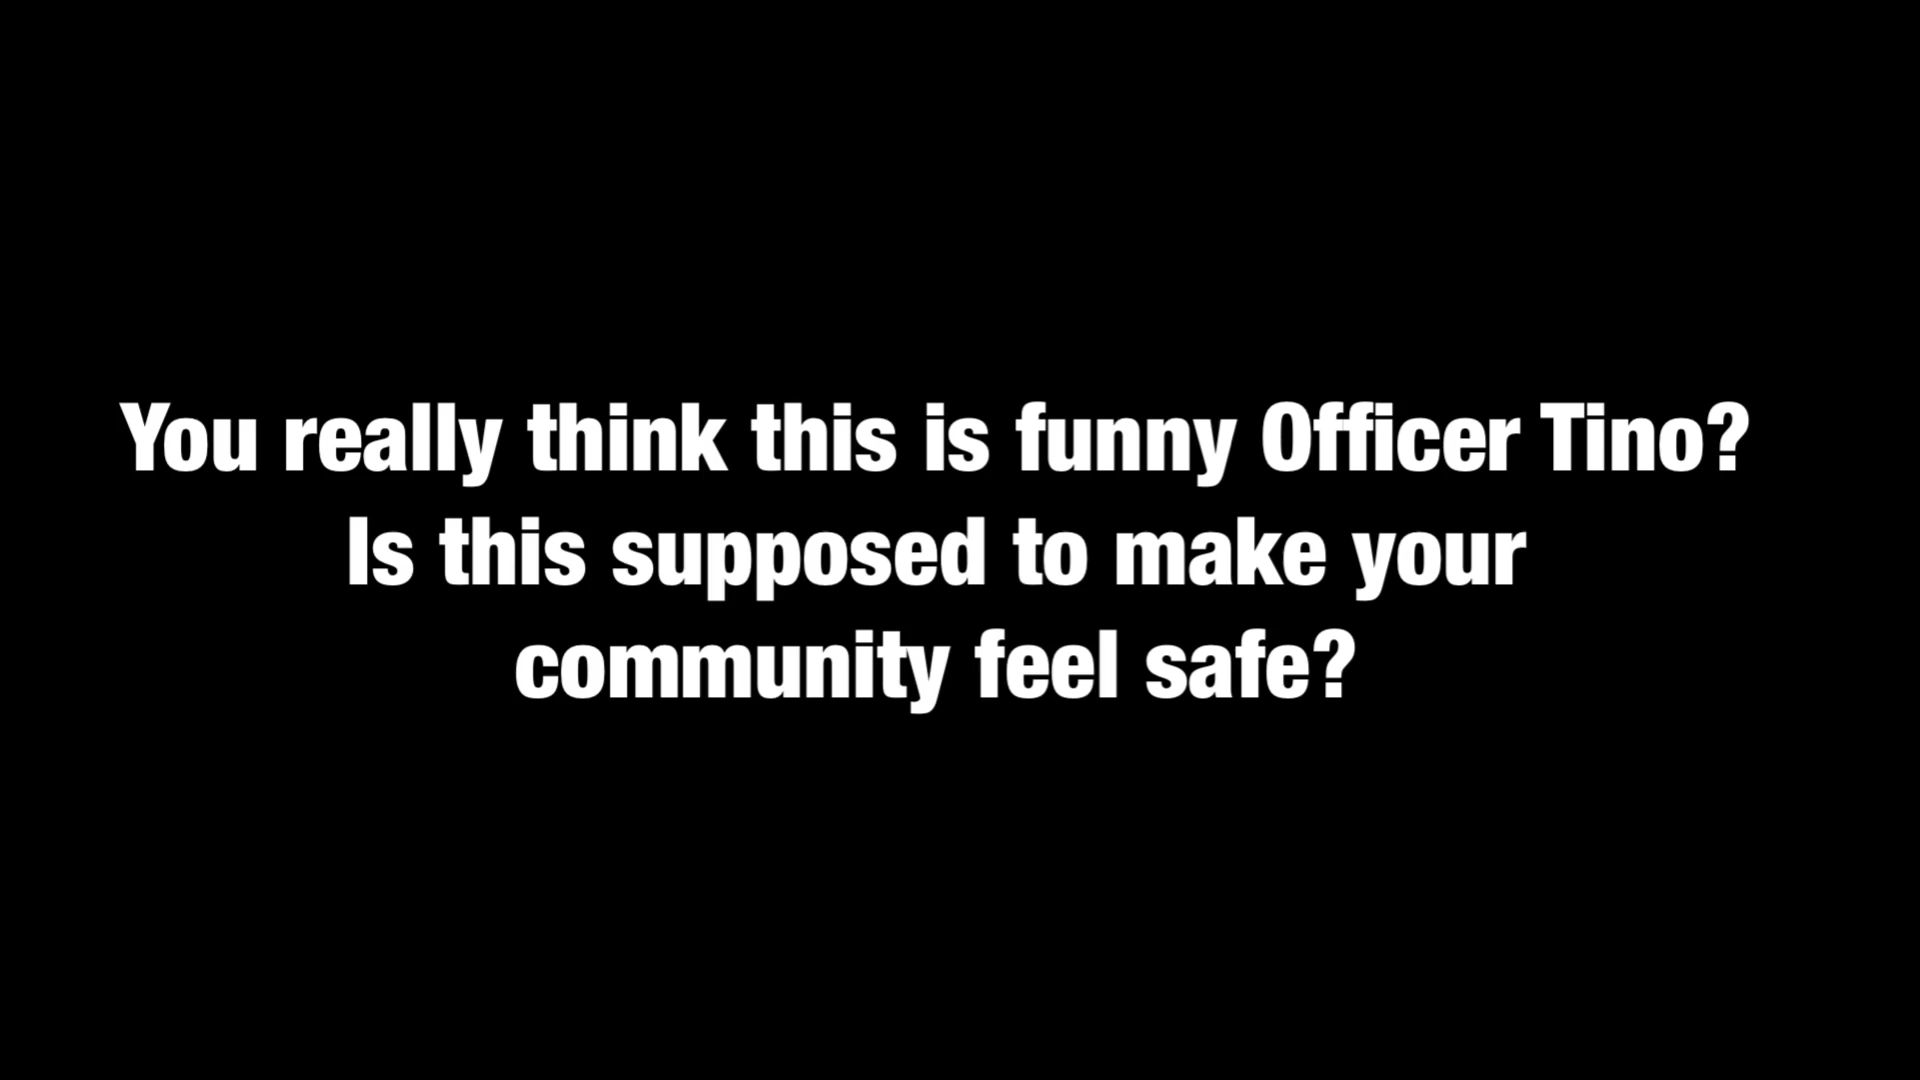 You really think this is funny Officer Tino?
Is this supposed to make your
community feel safe?